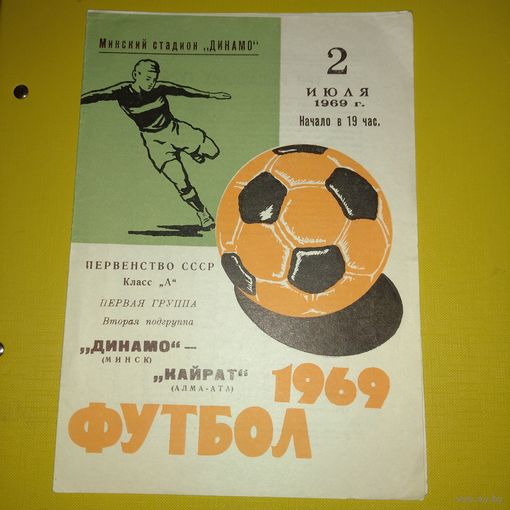 Минский стадион „ДИНАМО“
2
ИЮЛЯ
1969 г.
Начало в 19 час.
ПЕРВЕНСТВО СССР
Класс „А“
ПЕРВАЯ ГРУППА
Вторая подгруппа
„ДИНАМО“ —
(МИНСК)
„КАЙРАТ“
(АЛМА-АТА)
1969
ФУТБОЛ